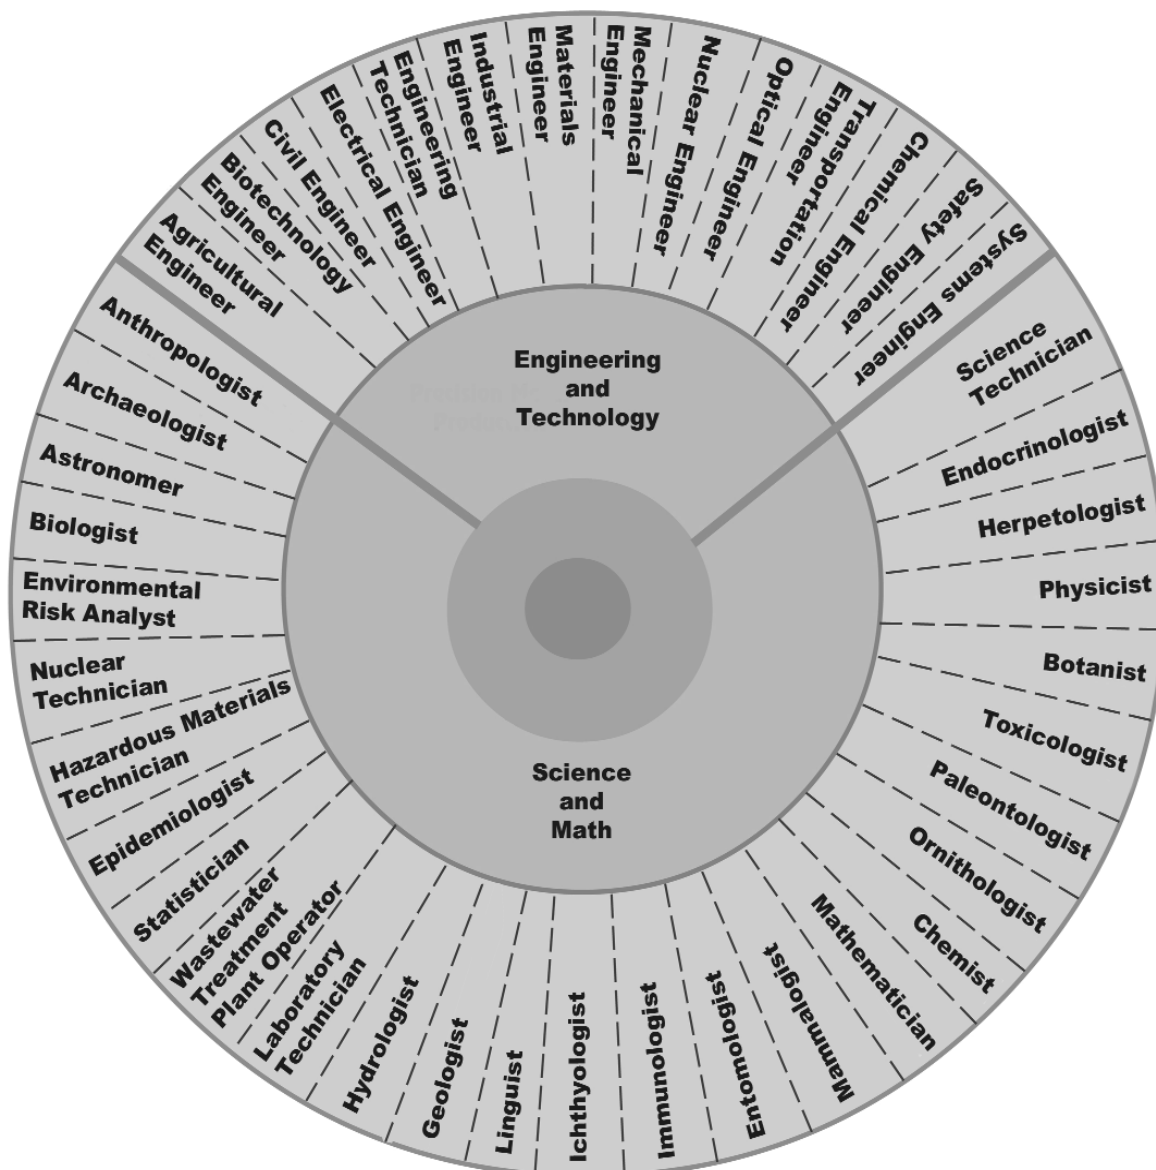 Engineering
and
Technology
Science
and
Math
Agricultural
Engineer
Biotechnology
Engineer
Civil Engineer
Electrical Engineer
Engineering
Technician
Industrial
Engineer
Materials
Engineer
Mechanical
Engineer
Nuclear Engineer
Optical Engineer
Transportation
Engineer
Chemical Engineer
Safety Engineer
Systems Engineer
Science
Technician
Endocrinologist
Herpetologist
Physicist
Botanist
Toxicologist
Paleontologist
Ornithologist
Chemist
Mathematician
Mammalogist
Entomologist
Immunologist
Ichthyologist
Linguist
Geologist
Hydrologist
Laboratory
Technician
Wastewater
Treatment
Plant Operator
Statistician
Epidemiologist
Hazardous Materials
Technician
Nuclear
Technician
Environmental
Risk Analyst
Biologist
Astronomer
Archaeologist
Anthropologist